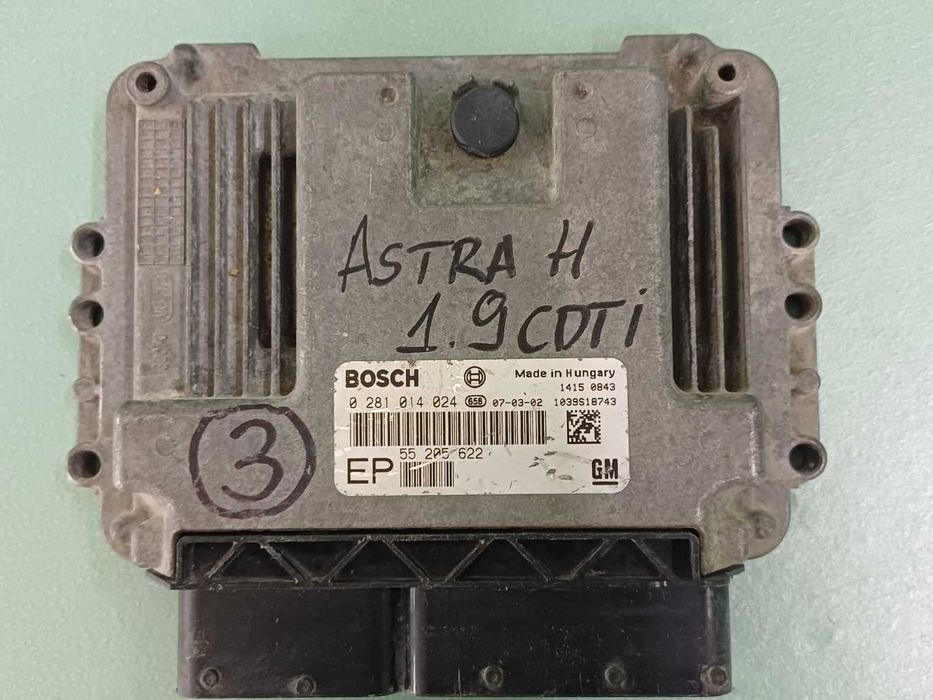 ASTRA H
1.9 CDTi
BOSCH Made in Hungary
1415 0843
0 281 014 024 65B 07-03-02 1039S18743
55 205 622
EP GM
3